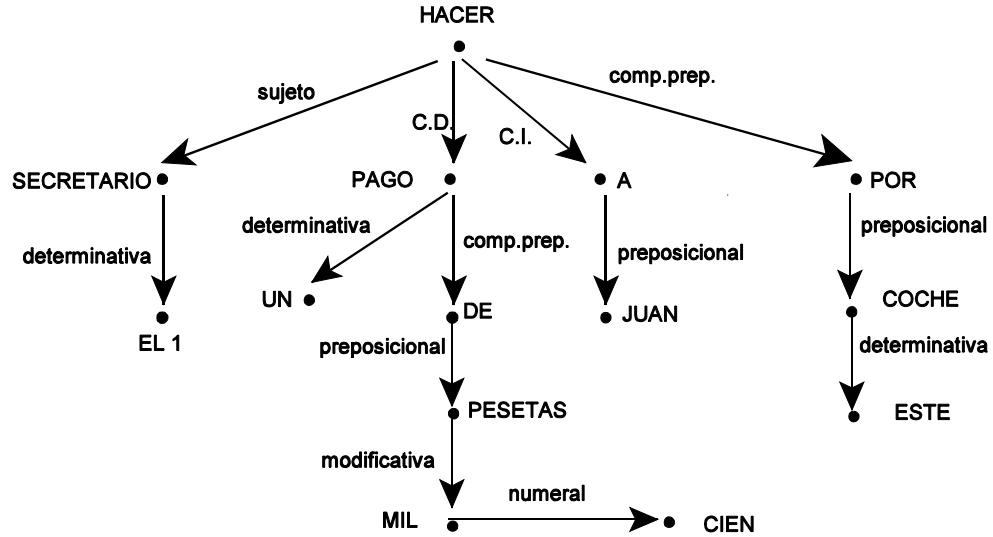 HACER
sujeto
C.D.
C.I.
comp.prep.
SECRETARIO
PAGO
A
POR
determinativa
determinativa
comp.prep.
preposicional
preposicional
UN
DE
JUAN
COCHE
EL 1
preposicional
determinativa
PESETAS
ESTE
modificativa
MIL
numeral
CIEN